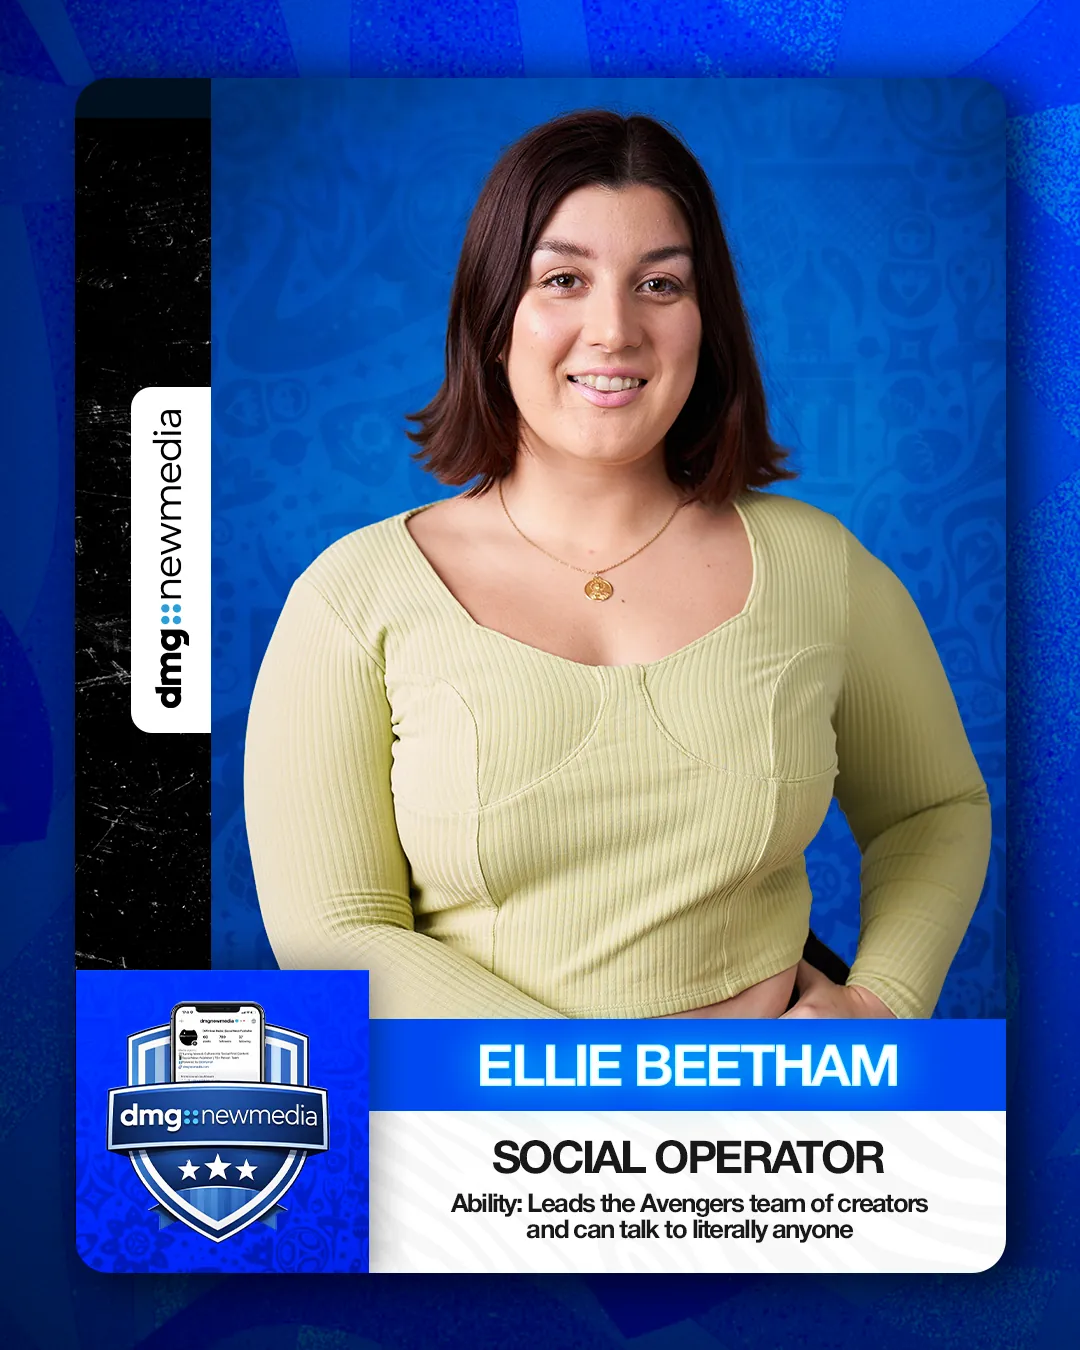 dmg::newmedia
dmgnewmedia
dmg::newmedia
ELLIE BEETHAM
SOCIAL OPERATOR
Ability: Leads the Avengers team of creators
and can talk to literally anyone